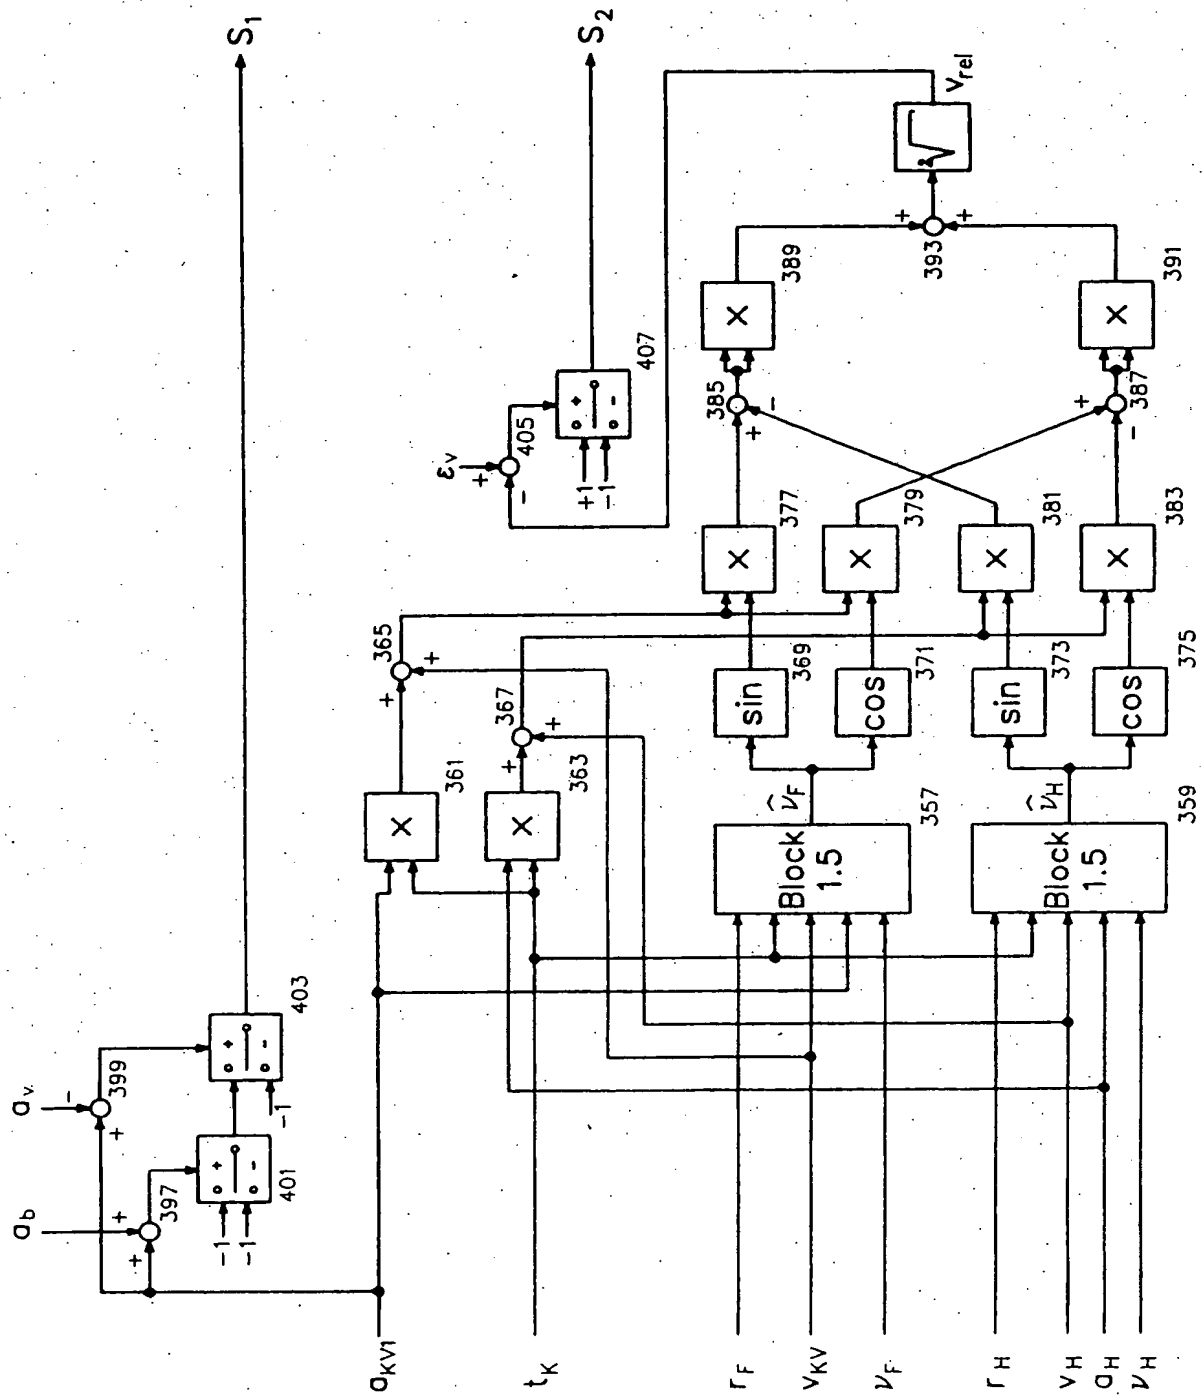 S1
S2
ab
av
+
+
397
+
-
399
+
-
-1
-1
401
+
-
-1
403
εv
+
-
405
+
-
+1
-1
407
aKV1
tK
rF
vKV
νF
rH
vH
aH
νH
×
361
+
+
365
×
363
+
+
367
Block
1.5
357
ν̂F
Block
1.5
359
ν̂H
sin
369
cos
371
sin
373
cos
375
×
377
×
379
×
381
×
383
385
+
-
387
+
-
×
389
×
391
+
+
393
2√
vrel